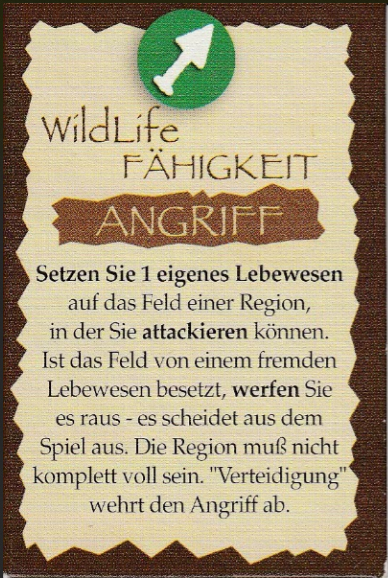 WildLife
FÄHIGKEIT
ANGRIFF
Setzen Sie 1 eigenes Lebewesen
auf das Feld einer Region,
in der Sie attackieren können.
Ist das Feld von einem fremden
Lebewesen besetzt, werfen Sie
es raus - es scheidet aus dem
Spiel aus. Die Region muß nicht
komplett voll sein. "Verteidigung"
wehrt den Angriff ab.